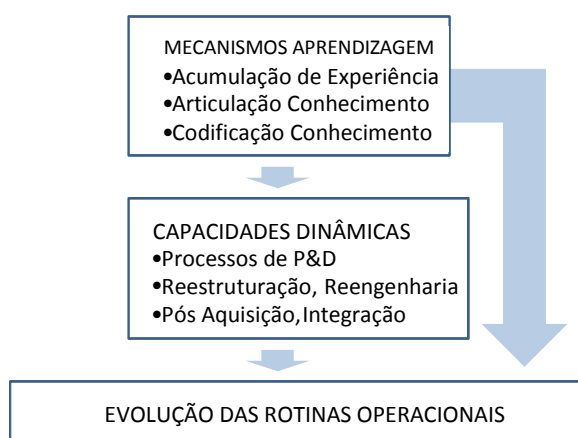 MECANISMOS APRENDIZAGEM
•Acumulação de Experiência
•Articulação Conhecimento
•Codificação Conhecimento
CAPACIDADES DINÂMICAS
•Processos de P&D
•Reestruturação, Reengenharia
•Pós Aquisição,Integração
EVOLUÇÃO DAS ROTINAS OPERACIONAIS